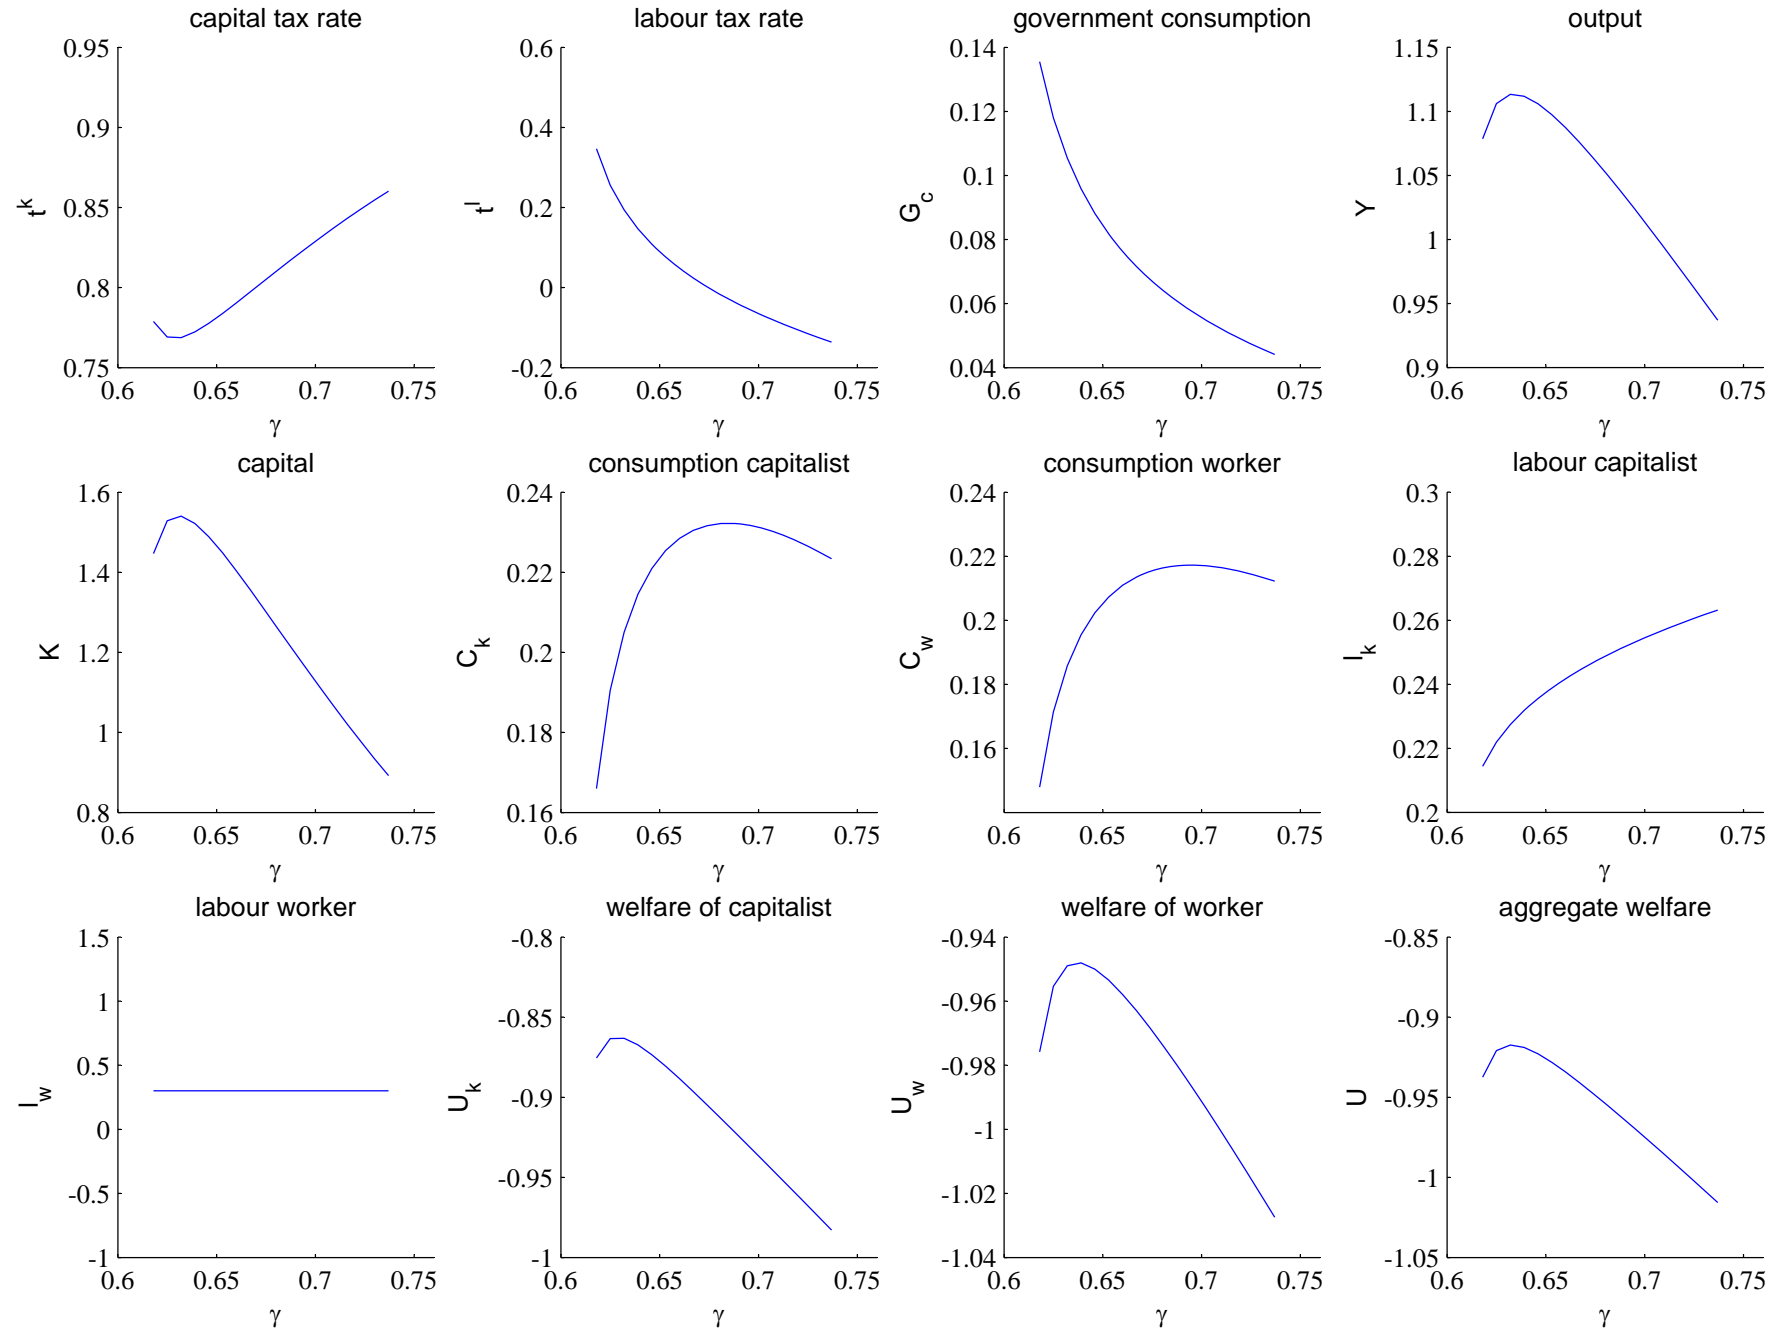 capital tax rate
0.95
0.9
0.85
0.8
0.75
t^k
0.6 0.65 0.7 0.75
γ
labour tax rate
0.6
0.4
0.2
0
-0.2
t^l
0.6 0.65 0.7 0.75
γ
government consumption
0.14
0.12
0.1
0.08
0.06
0.04
G_c
0.6 0.65 0.7 0.75
γ
output
1.15
1.1
1.05
1
0.95
0.9
Y
0.6 0.65 0.7 0.75
γ
capital
1.6
1.4
1.2
1
0.8
K
0.6 0.65 0.7 0.75
γ
consumption capitalist
0.24
0.22
0.2
0.18
0.16
C_k
0.6 0.65 0.7 0.75
γ
consumption worker
0.24
0.22
0.2
0.18
0.16
C_w
0.6 0.65 0.7 0.75
γ
labour capitalist
0.3
0.28
0.26
0.24
0.22
0.2
l_k
0.6 0.65 0.7 0.75
γ
labour worker
1.5
1
0.5
0
-0.5
-1
l_w
0.6 0.65 0.7 0.75
γ
welfare of capitalist
-0.8
-0.85
-0.9
-0.95
-1
U_k
0.6 0.65 0.7 0.75
γ
welfare of worker
-0.94
-0.96
-0.98
-1
-1.02
-1.04
U_w
0.6 0.65 0.7 0.75
γ
aggregate welfare
-0.85
-0.9
-0.95
-1
-1.05
U
0.6 0.65 0.7 0.75
γ